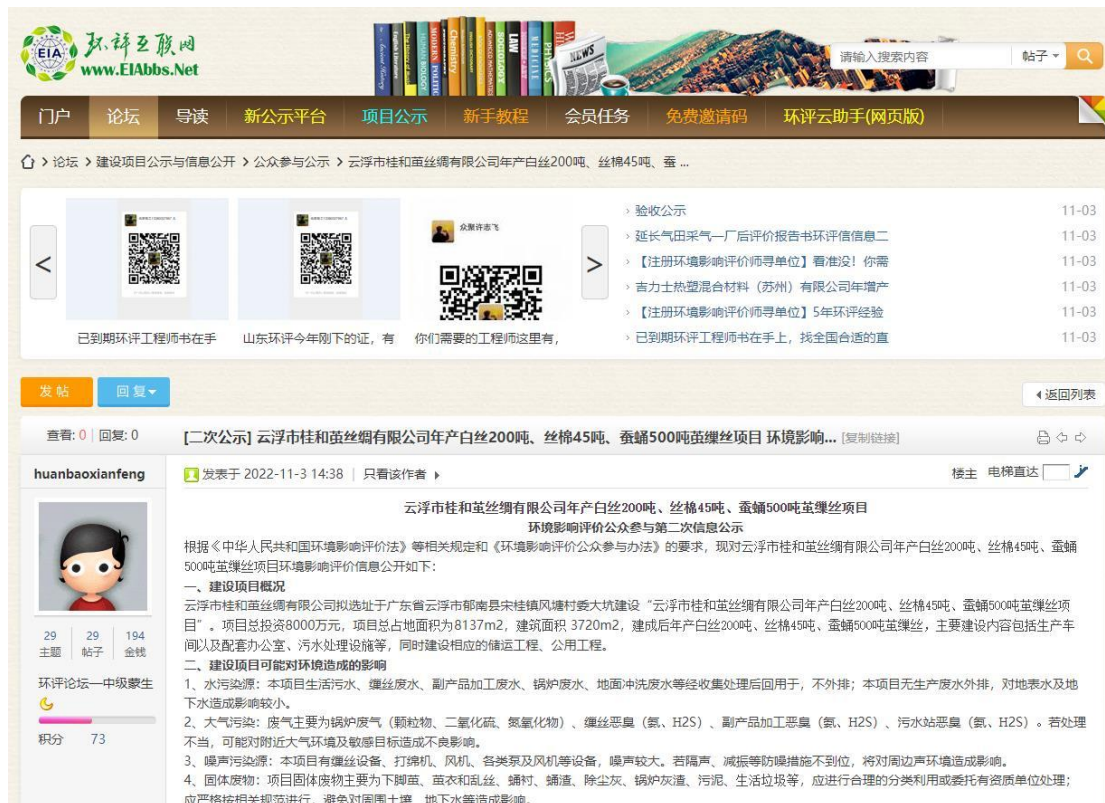 EIA 环评互联网
www.EIAbbs.Net
NEWS
请输入搜索内容 帖子
门户 论坛 导读 新公示平台 项目公示 新手教程 会员任务 免费邀请码 环评云助手(网页版)
论坛 › 建设项目公示与信息公开 › 公众参与公示 › 云浮市桂和茧丝绸有限公司年产白丝200吨、丝棉45吨、蚕 ...
众聚许志飞
已到期环评工程师书在手
山东环评今年刚下的证，有
你们需要的工程师这里有，
› 验收公示 11-03
› 延长气田采气一厂后评价报告书环评信信息二 11-03
› 【注册环境影响评价师寻单位】看准没！你需 11-03
› 吉力士热塑混合材料（苏州）有限公司年增产 11-03
› 【注册环境影响评价师寻单位】5年环评经验 11-03
› 已到期环评工程师书在手上，找全国合适的直 11-03
发帖 回复 返回列表
查看: 0 | 回复: 0
[二次公示] 云浮市桂和茧丝绸有限公司年产白丝200吨、丝棉45吨、蚕蛹500吨茧缫丝项目 环境影响... [复制链接]
huanbaoxianfeng
发表于 2022-11-3 14:38 | 只看该作者
楼主 电梯直达
29 29 194
主题 帖子 金钱
环评论坛—中级蒙生
积分 73
云浮市桂和茧丝绸有限公司年产白丝200吨、丝棉45吨、蚕蛹500吨茧缫丝项目
环境影响评价公众参与第二次信息公示
根据《中华人民共和国环境影响评价法》等相关规定和《环境影响评价公众参与办法》的要求，现对云浮市桂和茧丝绸有限公司年产白丝200吨、丝棉45吨、蚕蛹
500吨茧缫丝项目环境影响评价信息公开如下：
一、建设项目概况
云浮市桂和茧丝绸有限公司拟选址于广东省云浮市郁南县宋桂镇风塘村委大坑建设“云浮市桂和茧丝绸有限公司年产白丝200吨、丝棉45吨、蚕蛹500吨茧缫丝项
目”。项目总投资8000万元，项目总占地面积为8137m2，建筑面积 3720m2，建成后年产白丝200吨、丝棉45吨、蚕蛹500吨茧缫丝，主要建设内容包括生产车
间以及配套办公室、污水处理设施等，同时建设相应的储运工程、公用工程。
二、建设项目可能对环境造成的影响
1、水污染源：本项目生活污水、缫丝废水、副产品加工废水、锅炉废水、地面冲洗废水等经收集处理后回用于，不外排；本项目无生产废水外排，对地表水及地
下水造成影响较小。
2、大气污染：废气主要为锅炉废气（颗粒物、二氧化硫、氮氧化物）、缫丝恶臭（氨、H2S）、副产品加工恶臭（氨、H2S）、污水站恶臭（氨、H2S）。若处理
不当，可能对附近大气环境及敏感目标造成不良影响。
3、噪声污染源：本项目有缫丝设备、打绵机、风机、各类泵及风机等设备，噪声较大。若隔声、减振等防噪措施不到位，将对周边声环境造成影响。
4、固体废物：项目固体废物主要为下脚茧、茧衣和乱丝、蛹衬、蛹渣、除尘灰、锅炉灰渣、污泥、生活垃圾等，应进行合理的分类利用或委托有资质单位处理；
应严格按相关规范进行，避免对周围土壤、地下水等造成影响。